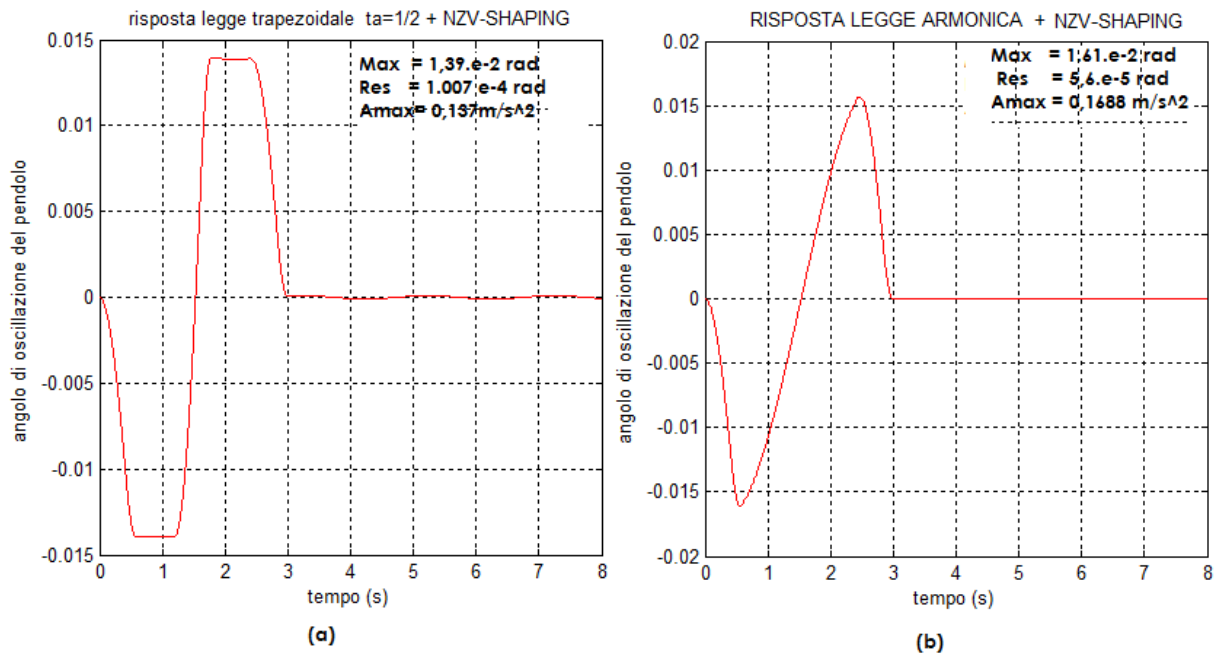 risposta legge trapezoidale ta=1/2 + NZV-SHAPING
Max = 1,39.e-2 rad
Res = 1.007 e-4 rad
Amax= 0,137m/s^2
0.015
0.01
0.005
0
-0.005
-0.01
-0.015
angolo di oscillazione del pendolo
0 1 2 3 4 5 6 7 8
tempo (s)
(a)
RISPOSTA LEGGE ARMONICA + NZV-SHAPING
Max = 1,61.e-2 rad
Res = 5,6.e-5 rad
Amax = 0,1688 m/s^2
0.02
0.015
0.01
0.005
0
-0.005
-0.01
-0.015
-0.02
angolo di oscillazione del pendolo
0 1 2 3 4 5 6 7 8
tempo (s)
(b)